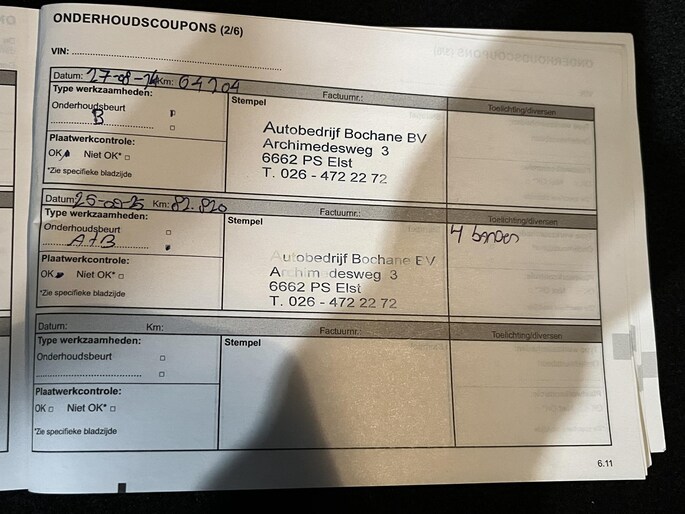 ONDERHOUDSCOUPONS (2/6)
VIN:
Datum: 27-08-24 Km: 64204 Factuurnr.: Toelichting/diversen
Type werkzaamheden:
Stempel
Onderhoudsbeurt
B
Autobedrijf Bochane BV
Archimedesweg 3
6662 PS Elst
T. 026 - 472 22 72
Plaatwerkcontrole:
OK Niet OK*
*Zie specifieke bladzijde
Datum: 25-08-25 Km: 82.820 Factuurnr.: Toelichting/diversen
Type werkzaamheden:
Stempel
4 banden
Onderhoudsbeurt
A+B
Autobedrijf Bochane BV
Archimedesweg 3
6662 PS Elst
T. 026 - 472 22 72
Plaatwerkcontrole:
OK Niet OK*
*Zie specifieke bladzijde
Datum: Km: Factuurnr.: Toelichting/diversen
Type werkzaamheden:
Stempel
Onderhoudsbeurt
Plaatwerkcontrole:
OK Niet OK*
*Zie specifieke bladzijde
6.11